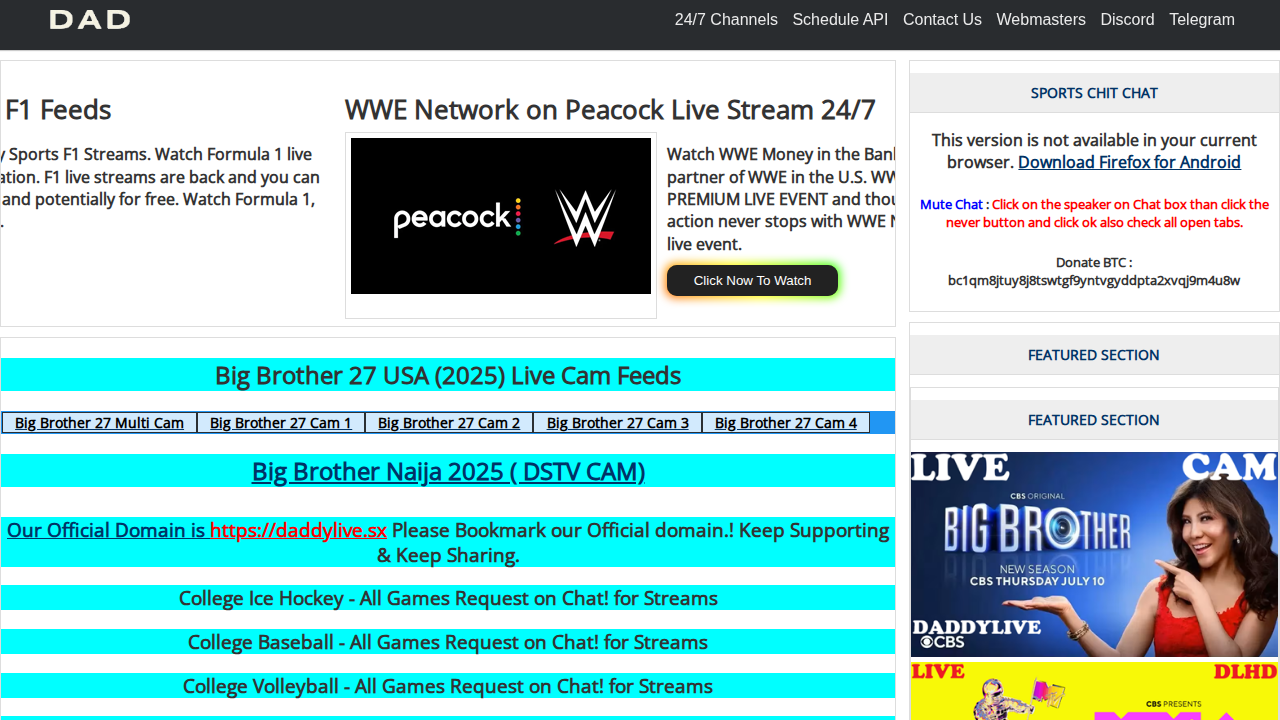 DAD
24/7 Channels Schedule API Contact Us Webmasters Discord Telegram
F1 Feeds
y Sports F1 Streams. Watch Formula 1 live
ation. F1 live streams are back and you can
and potentially for free. Watch Formula 1,
.
WWE Network on Peacock Live Stream 24/7
peacock W
Watch WWE Money in the Ban
partner of WWE in the U.S. WW
PREMIUM LIVE EVENT and thou
action never stops with WWE N
live event.
Click Now To Watch
Big Brother 27 USA (2025) Live Cam Feeds
Big Brother 27 Multi Cam Big Brother 27 Cam 1 Big Brother 27 Cam 2 Big Brother 27 Cam 3 Big Brother 27 Cam 4
Big Brother Naija 2025 ( DSTV CAM)
Our Official Domain is https://daddylive.sx Please Bookmark our Official domain.! Keep Supporting
& Keep Sharing.
College Ice Hockey - All Games Request on Chat! for Streams
College Baseball - All Games Request on Chat! for Streams
College Volleyball - All Games Request on Chat! for Streams
SPORTS CHIT CHAT
This version is not available in your current
browser. Download Firefox for Android
Mute Chat : Click on the speaker on Chat box than click the
never button and click ok also check all open tabs.
Donate BTC :
bc1qm8jtuy8j8tswtgf9yntvgyddpta2xvqj9m4u8w
FEATURED SECTION
FEATURED SECTION
LIVE CAM
CBS ORIGINAL
BIG BROTHER
NEW SEASON
CBS THURSDAY JULY 10
DADDYLIVE
CBS
LIVE DLHD
CBS PRESENTS